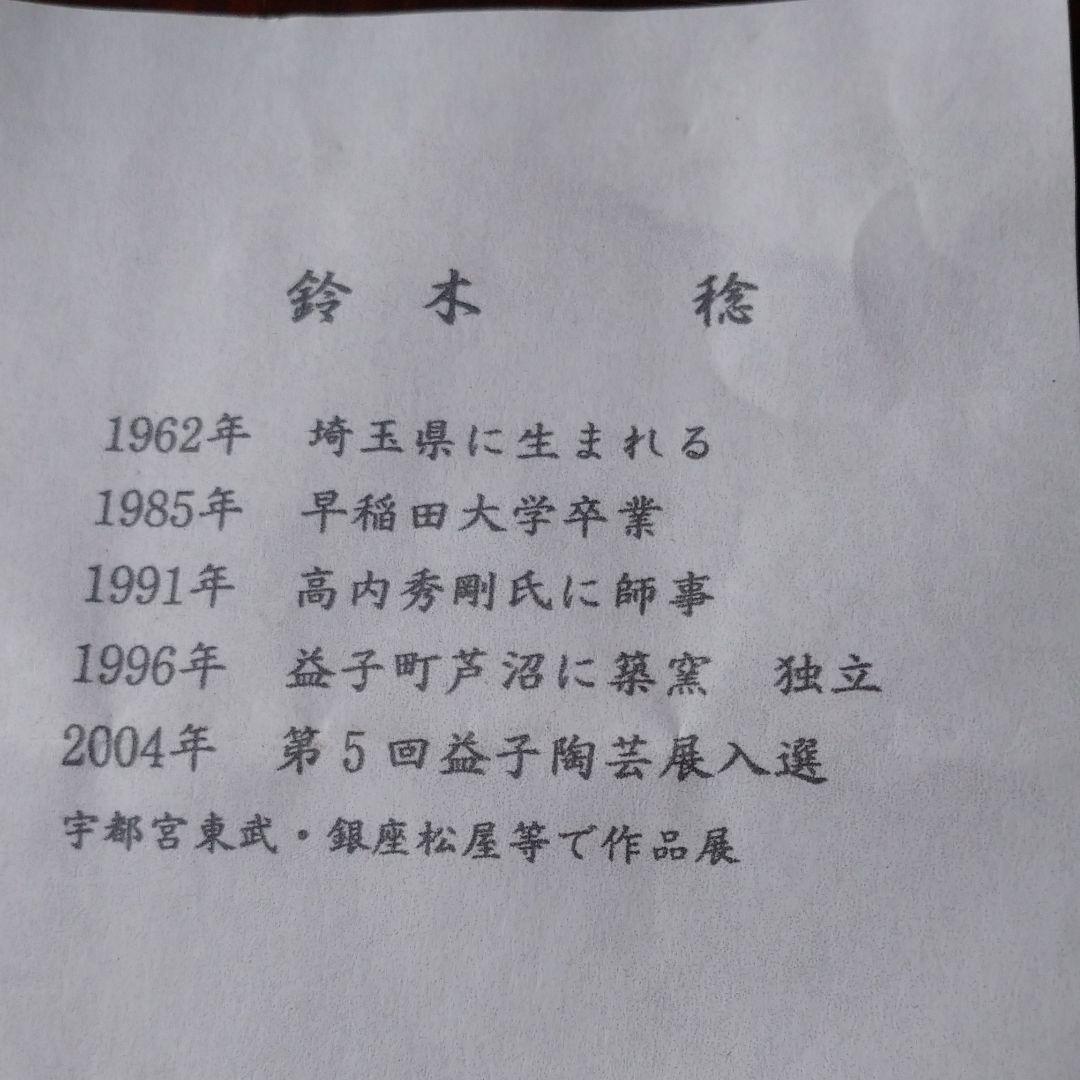 鈴木　稔
1962年　埼玉県に生まれる
1985年　早稲田大学卒業
1991年　高内秀剛氏に師事
1996年　益子町芦沼に築窯　独立
2004年　第5回益子陶芸展入選
宇都宮東武・銀座松屋等で作品展